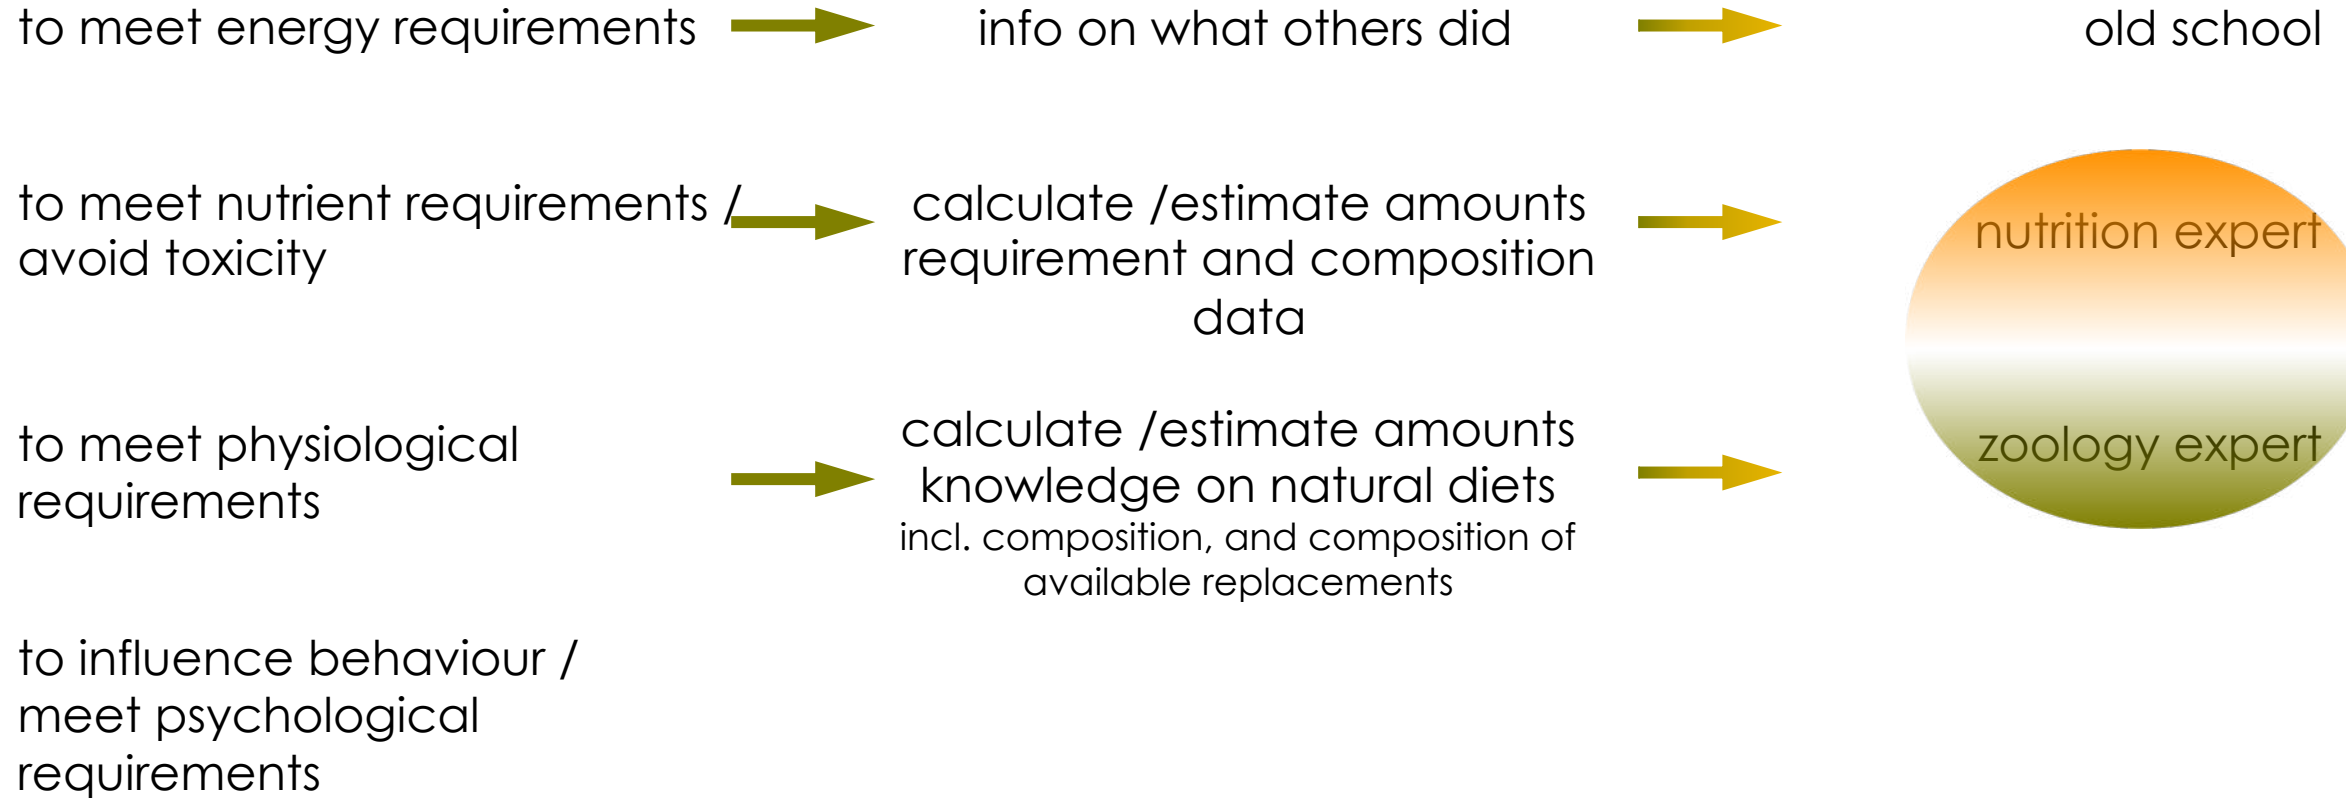 to meet energy requirements
info on what others did
old school
to meet nutrient requirements /
avoid toxicity
calculate /estimate amounts
requirement and composition
data
nutrition expert
to meet physiological
requirements
calculate /estimate amounts
knowledge on natural diets
incl. composition, and composition of
available replacements
zoology expert
to influence behaviour /
meet psychological
requirements